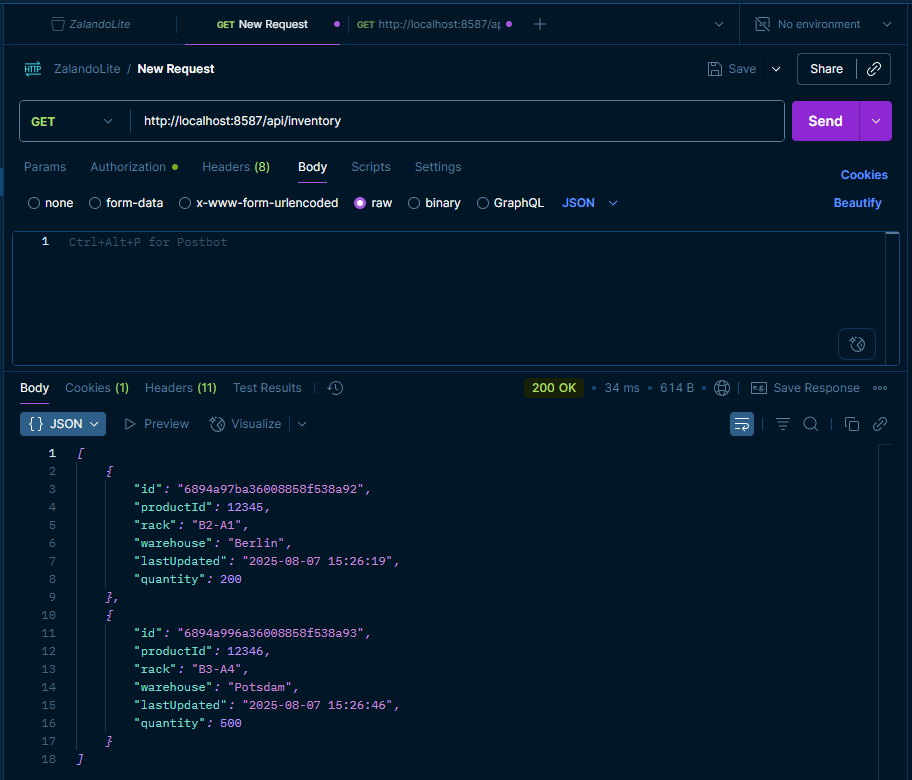 ZalandoLite GET New Request GET http://localhost:8587/ap No environment
HTTP ZalandoLite / New Request Save Share
GET http://localhost:8587/api/inventory Send
Params Authorization Headers (8) Body Scripts Settings Cookies
none form-data x-www-form-urlencoded raw binary GraphQL JSON Beautify
1 Ctrl+Alt+P for Postbot
Body Cookies (1) Headers (11) Test Results 200 OK • 34 ms • 614 B • e.g. Save Response
{} JSON Preview Visualize
1 [
2 {
3 "id": "6894a97ba36008858f538a92",
4 "productId": 12345,
5 "rack": "B2-A1",
6 "warehouse": "Berlin",
7 "lastUpdated": "2025-08-07 15:26:19",
8 "quantity": 200
9 },
10 {
11 "id": "6894a996a36008858f538a93",
12 "productId": 12346,
13 "rack": "B3-A4",
14 "warehouse": "Potsdam",
15 "lastUpdated": "2025-08-07 15:26:46",
16 "quantity": 500
17 }
18 ]